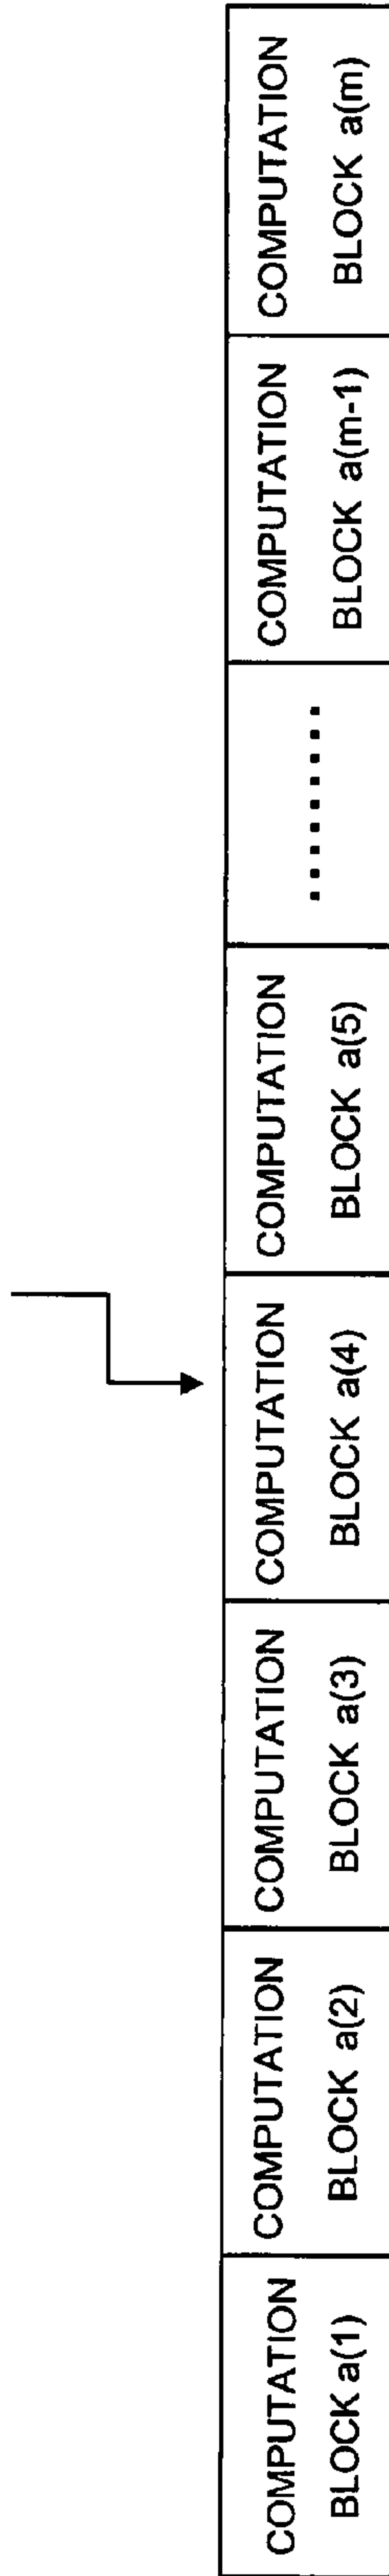 COMPUTATION
BLOCK a(1)
COMPUTATION
BLOCK a(2)
COMPUTATION
BLOCK a(3)
COMPUTATION
BLOCK a(4)
COMPUTATION
BLOCK a(5)
.........
COMPUTATION
BLOCK a(m-1)
COMPUTATION
BLOCK a(m)